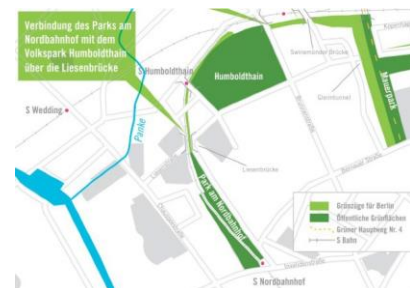 Verbindung des Parks am
Nordbahnhof mit dem
Volkspark Humboldthain
über die Liesenbrücke
S Humboldthain
Humboldthain
Mauerpark
S Wedding
Panke
Liesenbrücke
Park am Nordbahnhof
Grünzüge für Berlin
Öffentliche Grünflächen
Grüner Hauptweg Nr. 4
S Bahn
S Nordbahnhof